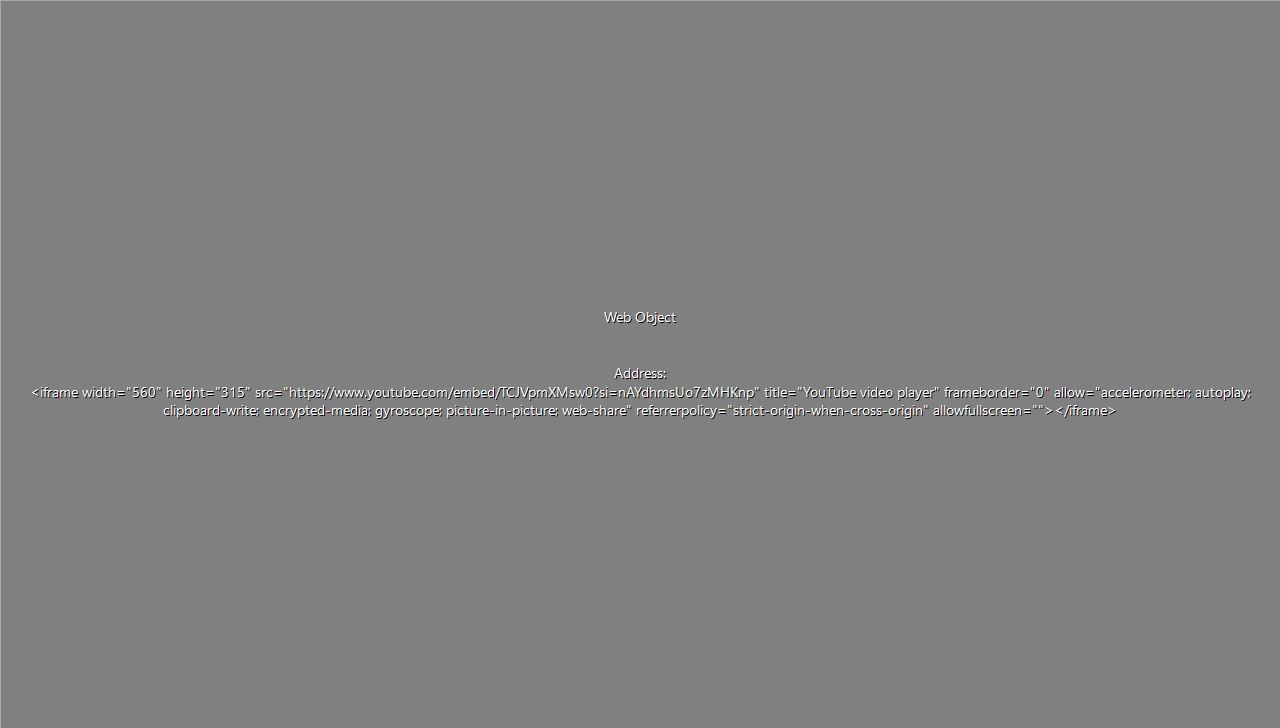 Web Object
Address:
<iframe width="560" height="315" src="https://www.youtube.com/embed/TCJVpmXMsw0?si=nAYdhmsUo7zMHKnp" title="YouTube video player" frameborder="0" allow="accelerometer; autoplay;
clipboard-write; encrypted-media; gyroscope; picture-in-picture; web-share" referrerpolicy="strict-origin-when-cross-origin" allowfullscreen=""></iframe>